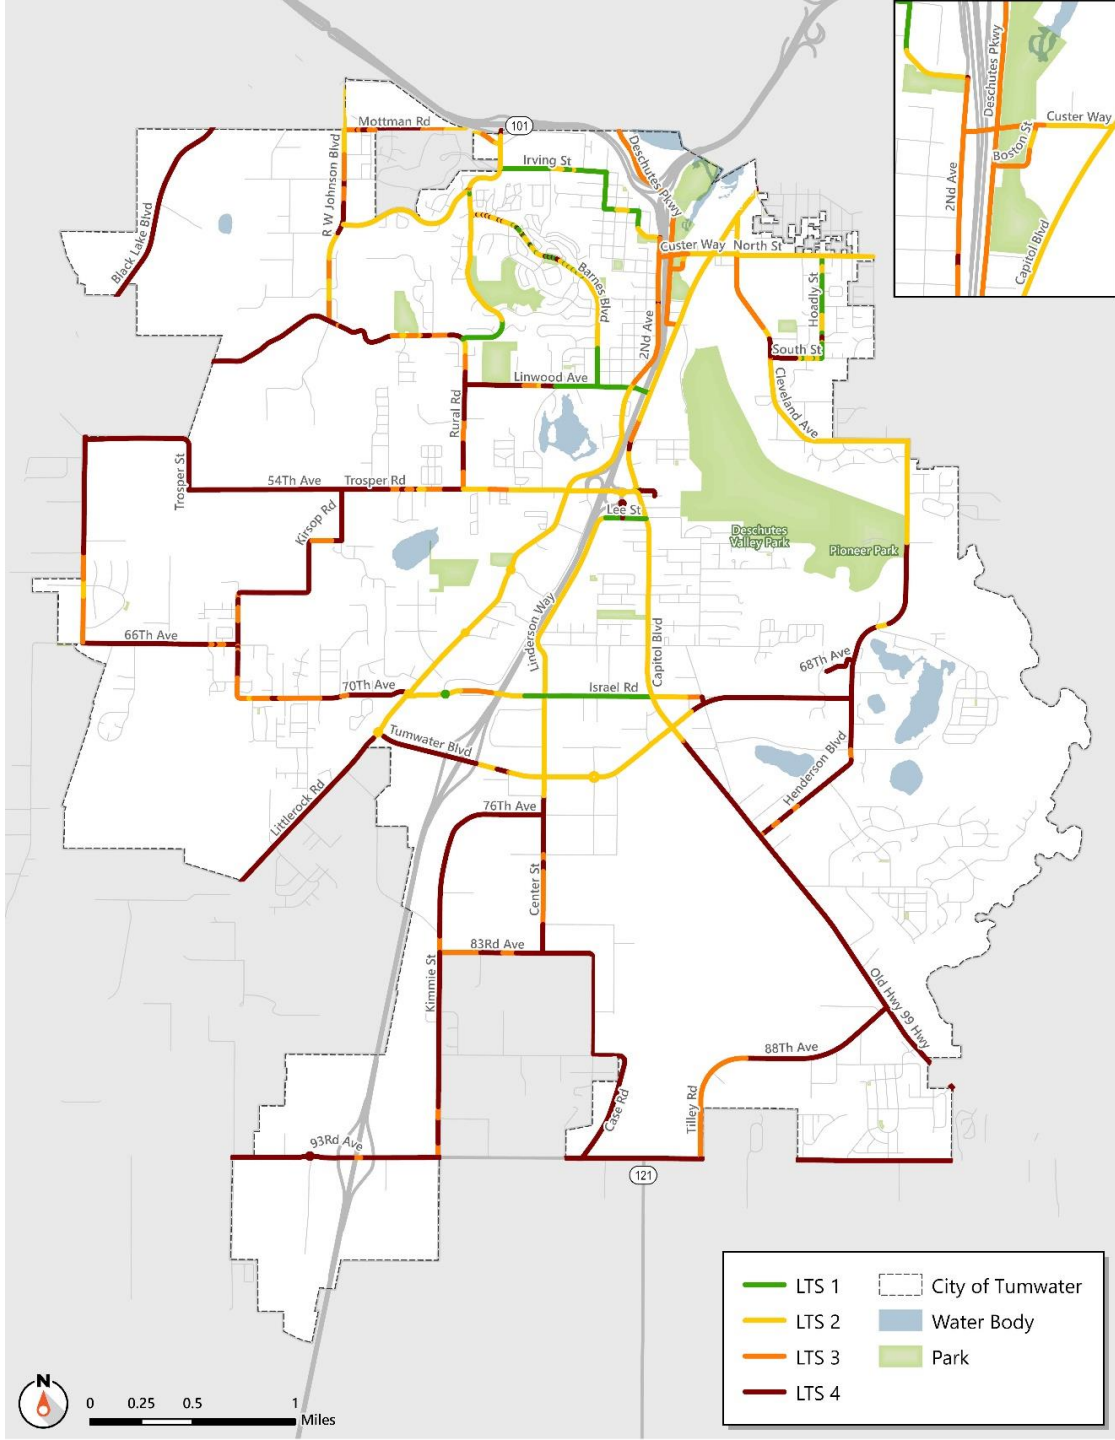 Mottman Rd
101
Irving St
R W Johnson Blvd
Deschutes Pkwy
Black Lake Blvd
Custer Way
North St
Barnes Blvd
Hoadly St
2Nd Ave
South St
Linwood Ave
Cleveland Ave
Rural Rd
Trosper St
54Th Ave
Trosper Rd
Kirsop Rd
Lee St
Deschutes
Valley Park
Pioneer Park
Linderson Way
66Th Ave
Capitol Blvd
68Th Ave
70Th Ave
Israel Rd
Tumwater Blvd
Henderson Blvd
Littlerock Rd
76Th Ave
Center St
83Rd Ave
Kimmie St
Old Hwy 99 Hwy
88Th Ave
Case Rd
Tilley Rd
93Rd Ave
121
Deschutes Pkwy
Custer Way
Boston St
2Nd Ave
Capitol Blvd
LTS 1
LTS 2
LTS 3
LTS 4
City of Tumwater
Water Body
Park
N
0 0.25 0.5 1
Miles